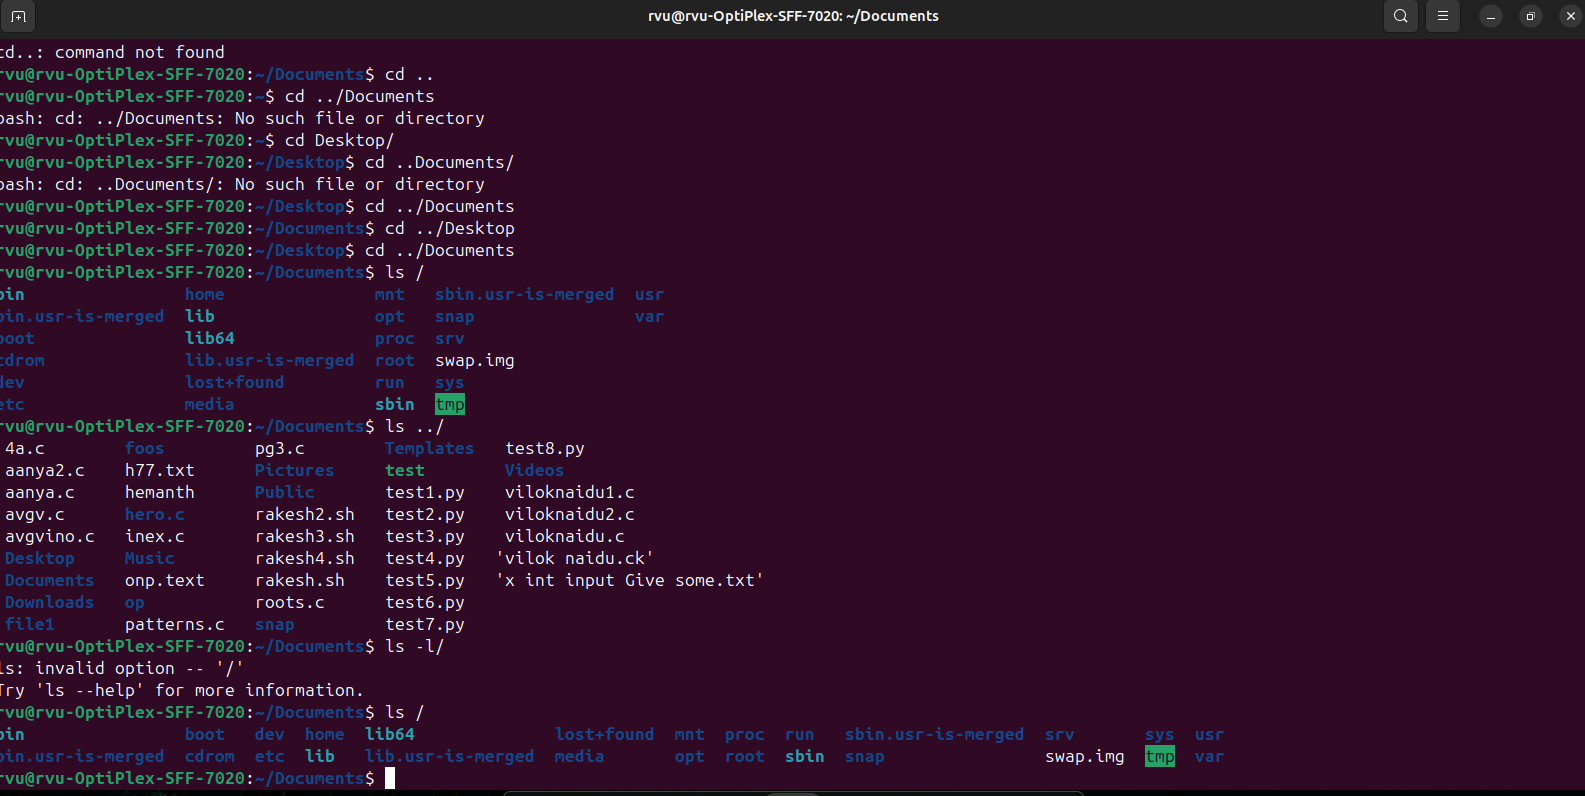 rvu@rvu-OptiPlex-SFF-7020: ~/Documents
cd..: command not found
rvu@rvu-OptiPlex-SFF-7020:~/Documents$ cd ..
rvu@rvu-OptiPlex-SFF-7020:~$ cd ../Documents
bash: cd: ../Documents: No such file or directory
rvu@rvu-OptiPlex-SFF-7020:~$ cd Desktop/
rvu@rvu-OptiPlex-SFF-7020:~/Desktop$ cd ..Documents/
bash: cd: ..Documents/: No such file or directory
rvu@rvu-OptiPlex-SFF-7020:~/Desktop$ cd ../Documents
rvu@rvu-OptiPlex-SFF-7020:~/Documents$ cd ../Desktop
rvu@rvu-OptiPlex-SFF-7020:~/Desktop$ cd ../Documents
rvu@rvu-OptiPlex-SFF-7020:~/Documents$ ls /
bin home mnt sbin.usr-is-merged usr
bin.usr-is-merged lib opt snap var
boot lib64 proc srv
cdrom lib.usr-is-merged root swap.img
dev lost+found run sys
etc media sbin tmp
rvu@rvu-OptiPlex-SFF-7020:~/Documents$ ls ../
4a.c foos pg3.c Templates test8.py
aanya2.c h77.txt Pictures test Videos
aanya.c hemanth Public test1.py viloknaidu1.c
avgv.c hero.c rakesh2.sh test2.py viloknaidu2.c
avgvino.c inex.c rakesh3.sh test3.py viloknaidu.c
Desktop Music rakesh4.sh test4.py 'vilok naidu.ck'
Documents onp.text rakesh.sh test5.py 'x int input Give some.txt'
Downloads op roots.c test6.py
file1 patterns.c snap test7.py
rvu@rvu-OptiPlex-SFF-7020:~/Documents$ ls -l/
ls: invalid option -- '/'
Try 'ls --help' for more information.
rvu@rvu-OptiPlex-SFF-7020:~/Documents$ ls /
bin boot dev home lib64 lost+found mnt proc run sbin.usr-is-merged srv sys usr
bin.usr-is-merged cdrom etc lib lib.usr-is-merged media opt root sbin snap swap.img tmp var
rvu@rvu-OptiPlex-SFF-7020:~/Documents$